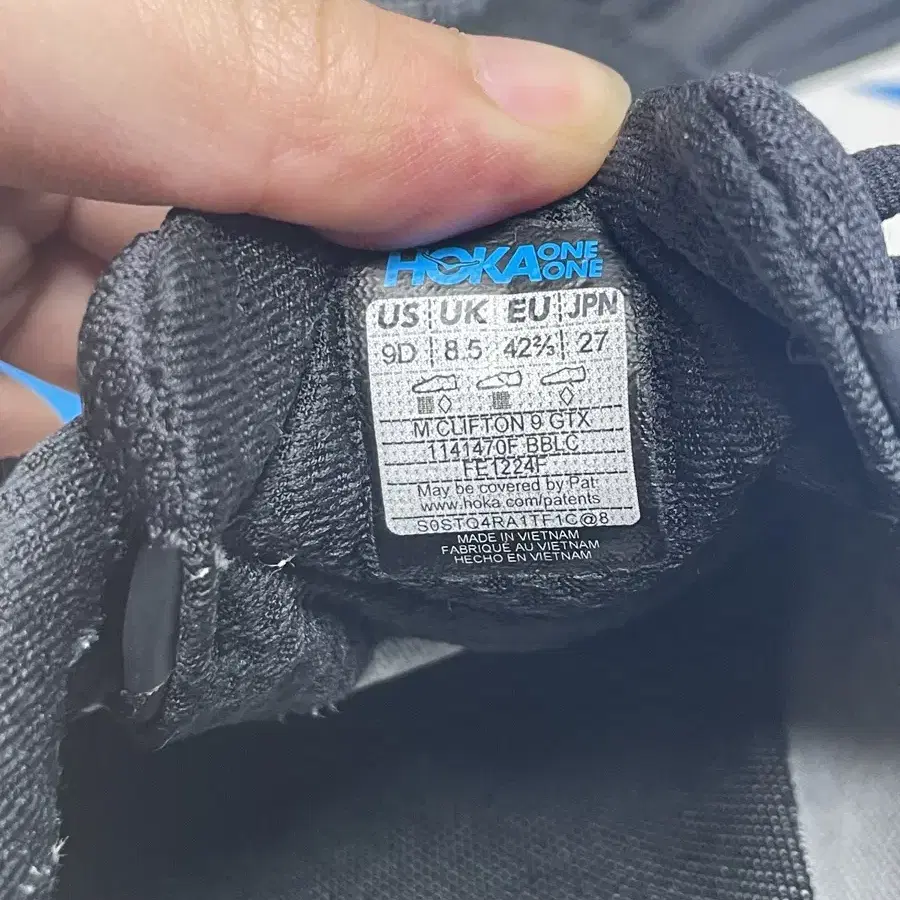 HOKA ONE ONE
US UK EU JPN
9D 8.5 42⅔ 27
M CLIFTON 9 GTX
1141470F BBLC
FE1224F
May be covered by Pat:
www.hoka.com/patents
S0STQ4RA1TF1C@8
MADE IN VIETNAM
FABRIQUÉ AU VIETNAM
HECHO EN VIETNAM